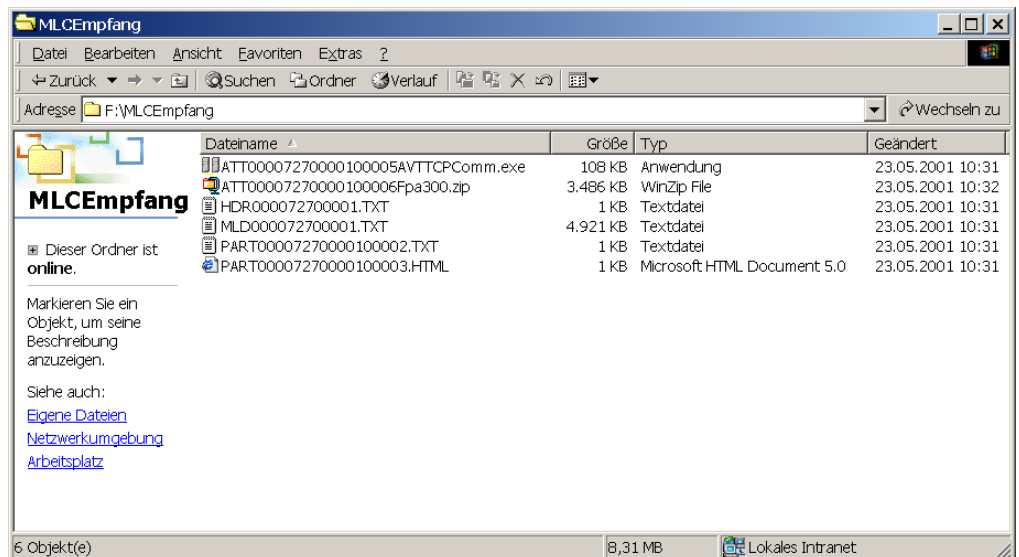 MLCEmpfang
Datei Bearbeiten Ansicht Favoriten Extras ?
Zurück Suchen Ordner Verlauf
Adresse F:\MLCEmpfang Wechseln zu
MLCEmpfang
Dieser Ordner ist
online.
Markieren Sie ein
Objekt, um seine
Beschreibung
anzuzeigen.
Siehe auch:
Eigene Dateien
Netzwerkumgebung
Arbeitsplatz
Dateiname Größe Typ Geändert
ATT00007270000100005AVTTCPComm.exe 108 KB Anwendung 23.05.2001 10:31
ATT00007270000100006Fpa300.zip 3.486 KB WinZip File 23.05.2001 10:32
HDR000072700001.TXT 1 KB Textdatei 23.05.2001 10:31
MLD000072700001.TXT 4.921 KB Textdatei 23.05.2001 10:31
PART00007270000100002.TXT 1 KB Textdatei 23.05.2001 10:31
PART00007270000100003.HTML 1 KB Microsoft HTML Document 5.0 23.05.2001 10:31
6 Objekt(e) 8,31 MB Lokales Intranet